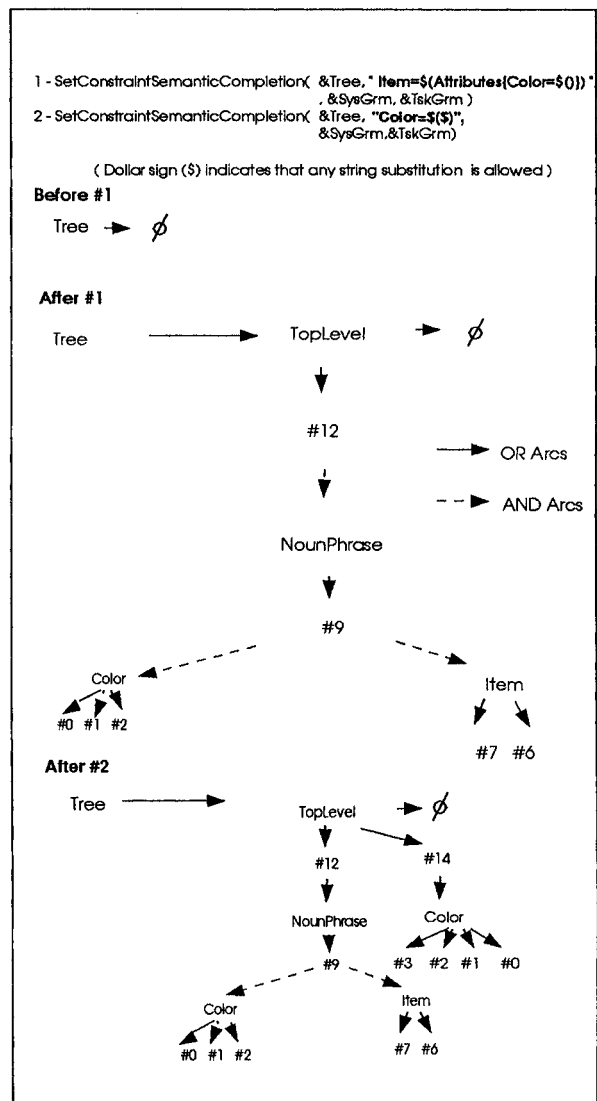 1 - SetConstraintSemanticCompletion( &Tree, " Item=$(Attributes{Color=$()}) "
, &SysGrm, &TskGrm )
2 - SetConstraintSemanticCompletion( &Tree, "Color=$($)",
&SysGrm,&TskGrm)
( Dollar sign ($) indicates that any string substitution is allowed )
Before #1
Tree ϕ
After #1
Tree TopLevel ϕ
#12
OR Arcs
AND Arcs
NounPhrase
#9
Color Item
#0 #1 #2
#7 #6
After #2
Tree TopLevel ϕ
#12 #14
NounPhrase Color
#9 #3 #2 #1 #0
Color Item
#0 #1 #2 #7 #6